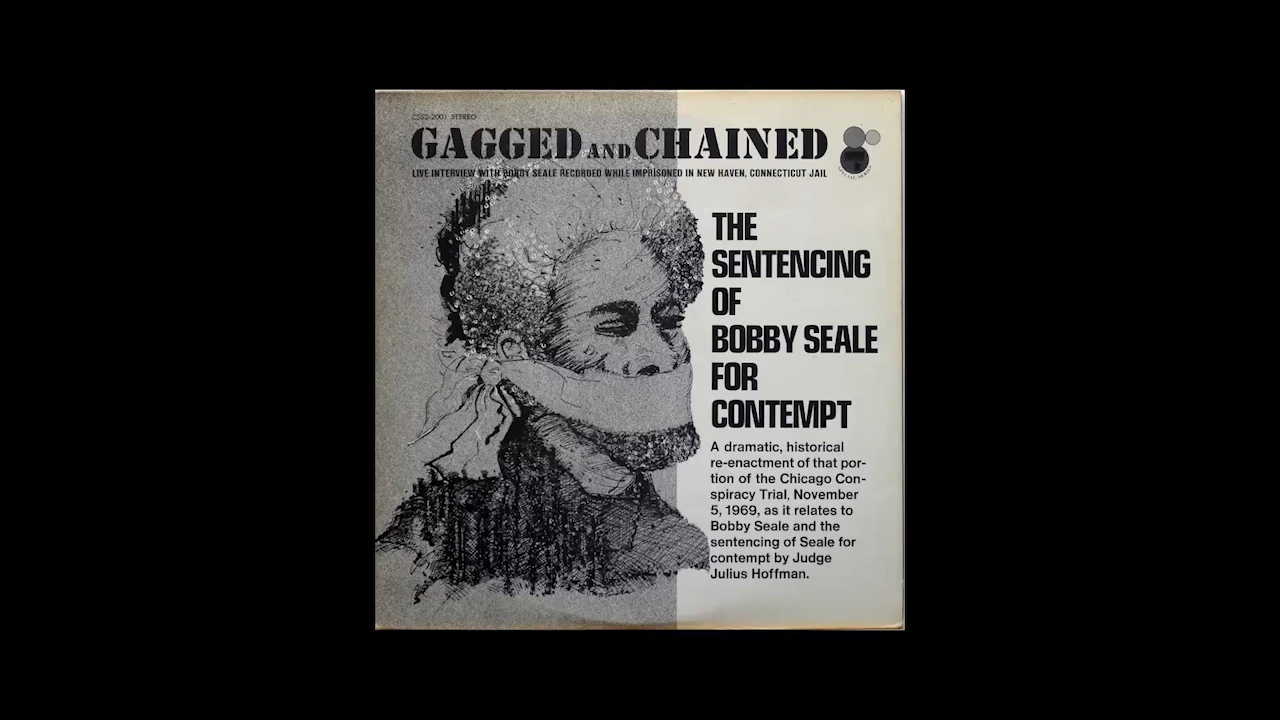 CSS2-2001 STEREO
GAGGED AND CHAINED
LIVE INTERVIEW WITH BOBBY SEALE RECORDED WHILE IMPRISONED IN NEW HAVEN, CONNECTICUT JAIL
THE
SENTENCING
OF
BOBBY SEALE
FOR
CONTEMPT
A dramatic, historical
re-enactment of that por-
tion of the Chicago Con-
spiracy Trial, November
5, 1969, as it relates to
Bobby Seale and the
sentencing of Seale for
contempt by Judge
Julius Hoffman.